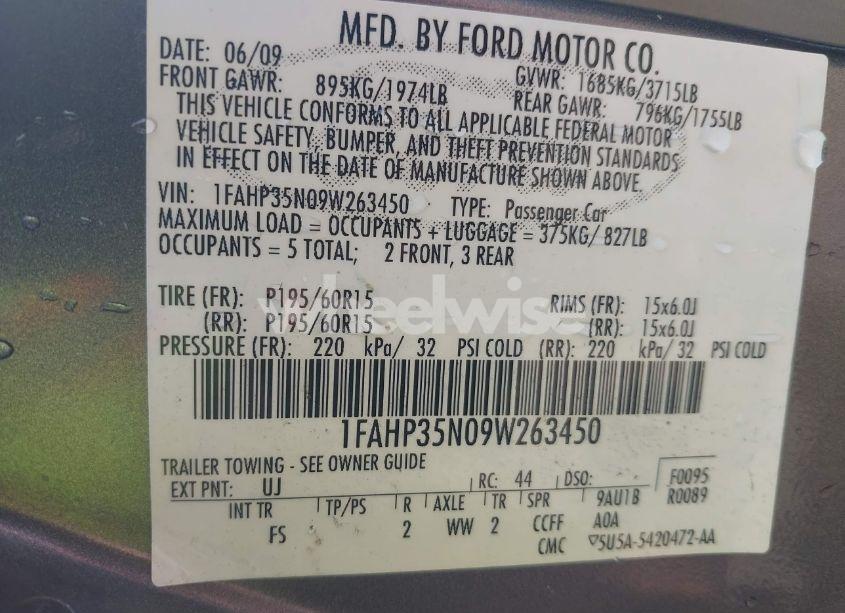 MFD. BY FORD MOTOR CO.
DATE: 06/09 GVWR: 1685KG/3715LB
FRONT GAWR: 895KG/1974LB REAR GAWR: 796KG/1755LB
THIS VEHICLE CONFORMS TO ALL APPLICABLE FEDERAL MOTOR
VEHICLE SAFETY, BUMPER, AND THEFT PREVENTION STANDARDS
IN EFFECT ON THE DATE OF MANUFACTURE SHOWN ABOVE.
VIN: 1FAHP35N09W263450 TYPE: Passenger Car
MAXIMUM LOAD = OCCUPANTS + LUGGAGE = 375KG/ 827LB
OCCUPANTS = 5 TOTAL; 2 FRONT, 3 REAR
TIRE (FR): P195/60R15 RIMS (FR): 15x6.0J
(RR): P195/60R15 (RR): 15x6.0J
wheelwise
PRESSURE (FR): 220 kPa/ 32 PSI COLD (RR): 220 kPa/ 32 PSI COLD
1FAHP35N09W263450
TRAILER TOWING - SEE OWNER GUIDE
EXT PNT: UJ RC: 44 DSO: F0095
INT TR TP/PS R AXLE TR SPR 9AU1B R0089
FS 2 WW 2 CCFF A0A
CMC ▽5U5A-5420472-AA